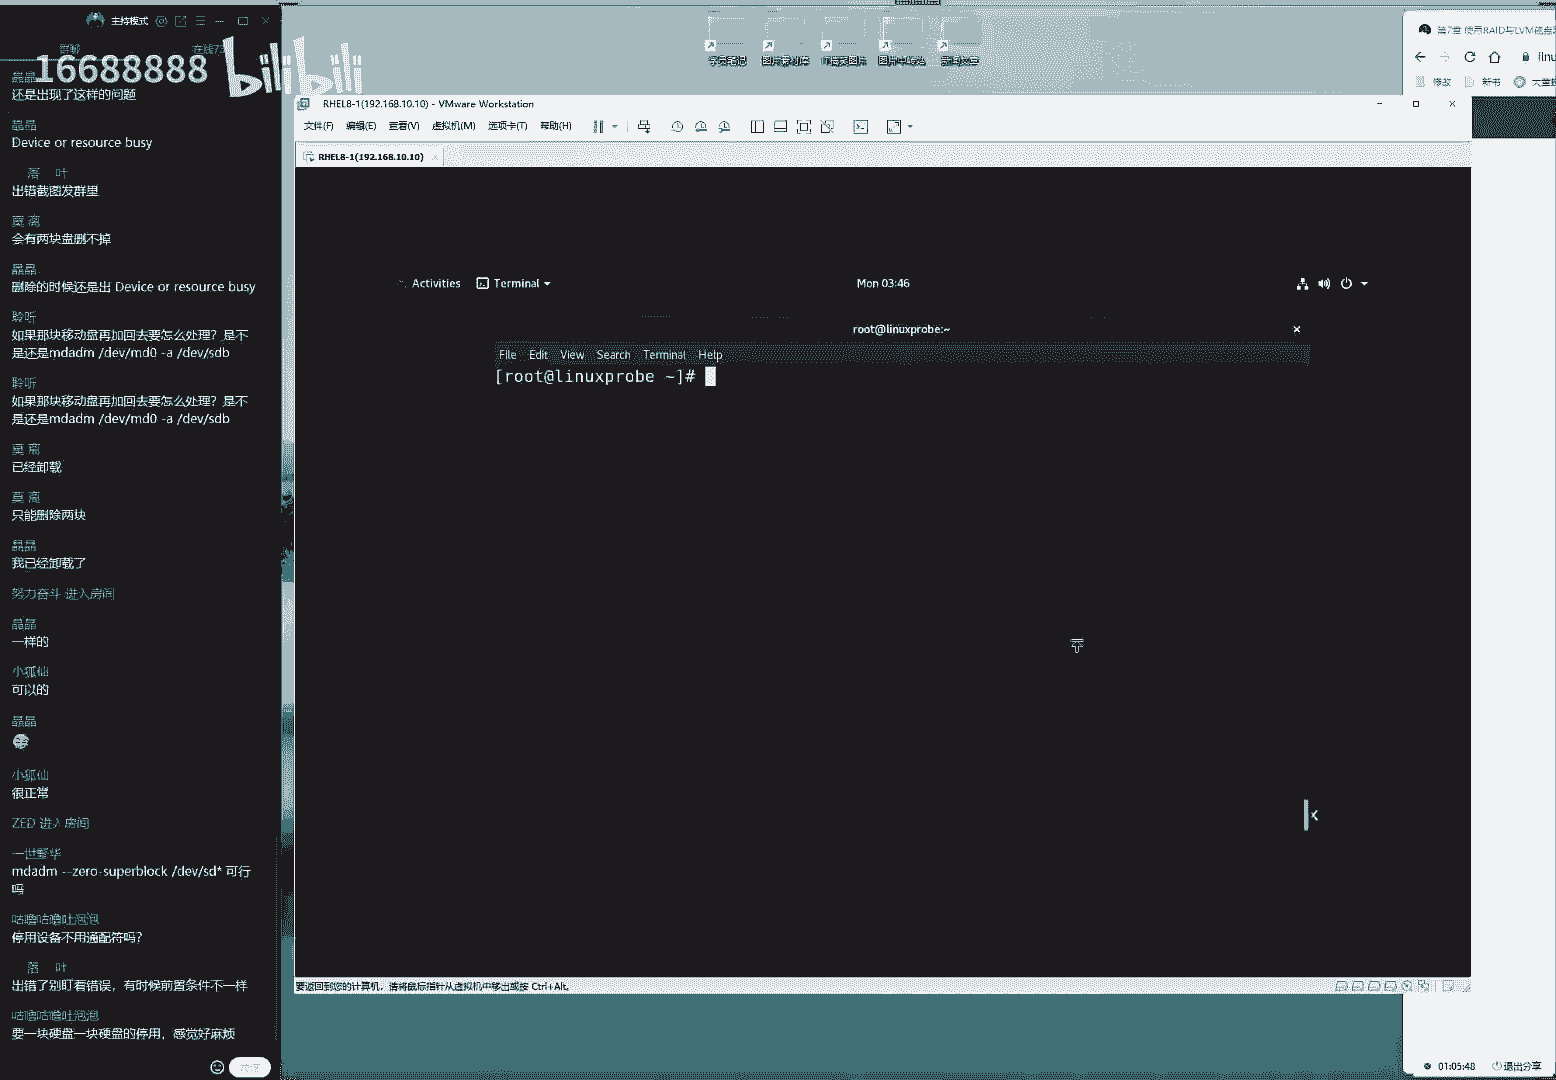 主持模式
群聊
在线73
16688888
bilibili
晶晶
还是出现了这样的问题
晶晶
Device or resource busy
落 叶
出错截图发群里
莫 离
会有两块盘删不掉
晶晶
删除的时候还是出 Device or resource busy
聆听
如果那块移动盘再加回去要怎么处理？是不
是还是mdadm /dev/md0 -a /dev/sdb
聆听
如果那块移动盘再加回去要怎么处理？是不
是还是mdadm /dev/md0 -a /dev/sdb
莫 离
已经卸载
莫 离
只能删除两块
晶晶
我已经卸载了
努力奋斗 进入房间
晶晶
一样的
小狐仙
可以的
晶晶
小狐仙
很正常
ZED 进入房间
一世繁华
mdadm --zero-superblock /dev/sd* 可行
吗
咕噜咕噜吐泡泡
停用设备不用通配符吗？
落 叶
出错了别盯着错误，有时候前置条件不一样
咕噜咕噜吐泡泡
要一块硬盘一块硬盘的停用，感觉好麻烦
RHEL8-1(192.168.10.10) - VMware Workstation
文件(F) 编辑(E) 查看(V) 虚拟机(M) 选项卡(T) 帮助(H)
RHEL8-1(192.168.10.10)
Activities Terminal Mon 03:46
root@linuxprobe:~
File Edit View Search Terminal Help
[root@linuxprobe ~]#
要返回到您的计算机，请将鼠标指针从虚拟机中移出或按 Ctrl+Alt。
第7章 使用RAID与LVM磁盘
linu
修改 新书
01:05:48 退出分享